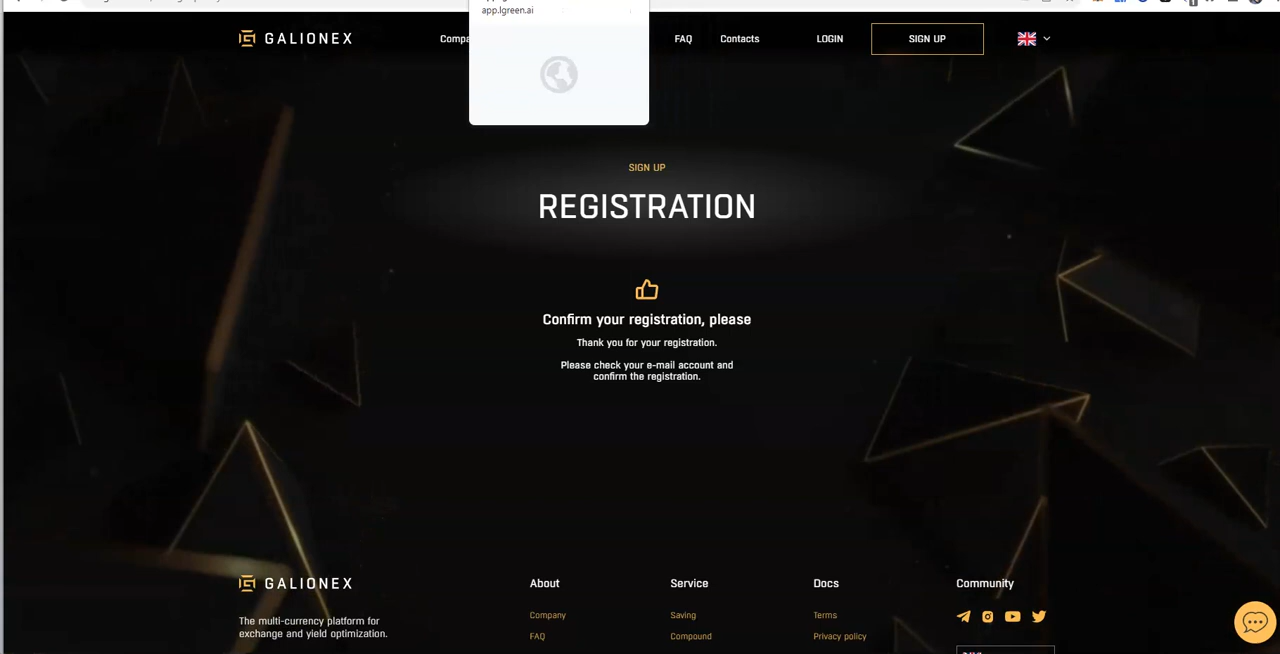 app.lgreen.ai
GALIONEX
FAQ
Contacts
LOGIN
SIGN UP
SIGN UP
REGISTRATION
Confirm your registration, please
Thank you for your registration.
Please check your e-mail account and
confirm the registration.
GALIONEX
The multi-currency platform for
exchange and yield optimization.
About
Company
FAQ
Service
Saving
Compound
Docs
Terms
Privacy policy
Community